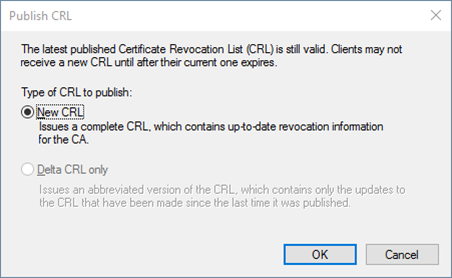 Publish CRL
The latest published Certificate Revocation List (CRL) is still valid. Clients may not
receive a new CRL until after their current one expires.
Type of CRL to publish:
New CRL
Issues a complete CRL, which contains up-to-date revocation information
for the CA.
Delta CRL only
Issues an abbreviated version of the CRL, which contains only the updates to
the CRL that have been made since the last time it was published.
OK
Cancel